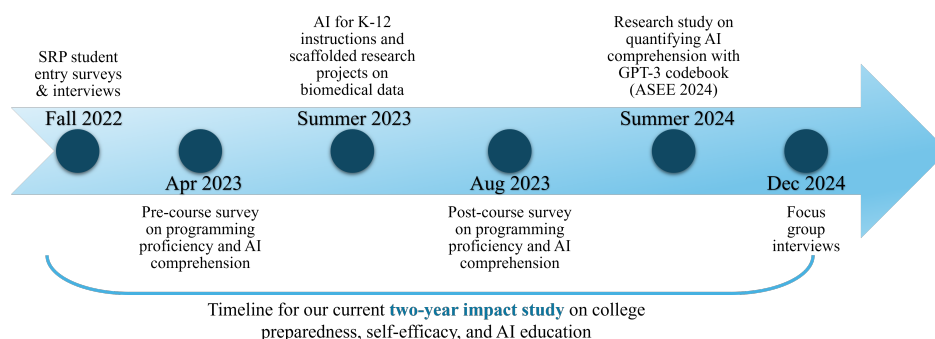 SRP student
entry surveys
& interviews
Fall 2022
Apr 2023
Pre-course survey
on programming
proficiency and AI
comprehension
AI for K-12
instructions and
scaffolded research
projects on
biomedical data
Summer 2023
Aug 2023
Post-course survey
on programming
proficiency and AI
comprehension
Research study on
quantifying AI
comprehension with
GPT-3 codebook
(ASEE 2024)
Summer 2024
Dec 2024
Focus
group
interviews
Timeline for our current two-year impact study on college
preparedness, self-efficacy, and AI education